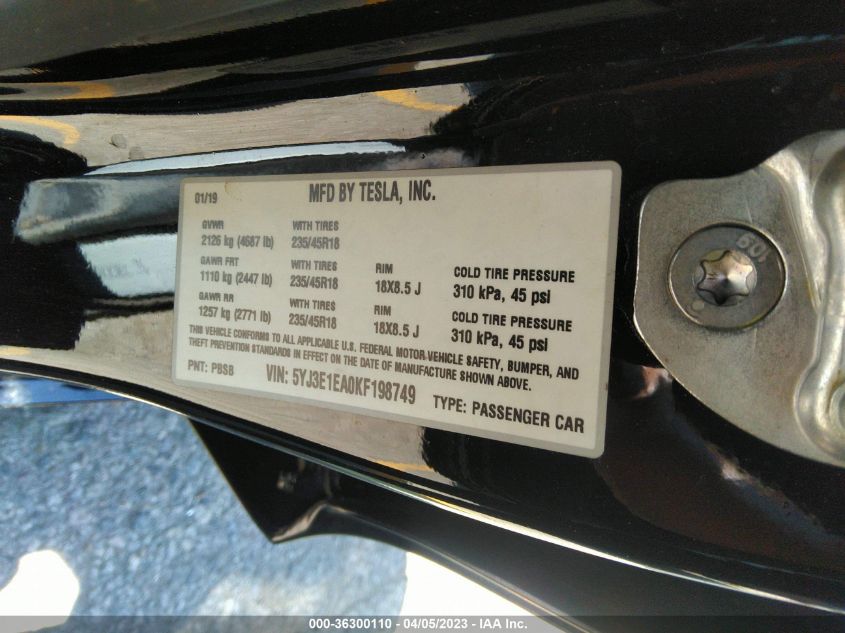 01/19 MFD BY TESLA, INC.
GVWR WITH TIRES
2126 kg (4687 lb) 235/45R18
GAWR FRT WITH TIRES RIM COLD TIRE PRESSURE
1110 kg (2447 lb) 235/45R18 18X8.5 J 310 kPa, 45 psi
GAWR RR WITH TIRES RIM COLD TIRE PRESSURE
1257 kg (2771 lb) 235/45R18 18X8.5 J 310 kPa, 45 psi
THIS VEHICLE CONFORMS TO ALL APPLICABLE U.S. FEDERAL MOTOR VEHICLE SAFETY, BUMPER, AND
THEFT PREVENTION STANDARDS IN EFFECT ON THE DATE OF MANUFACTURE SHOWN ABOVE.
PNT: PBSB VIN: 5YJ3E1EA0KF198749 TYPE: PASSENGER CAR
000-36300110 - 04/05/2023 - IAA Inc.